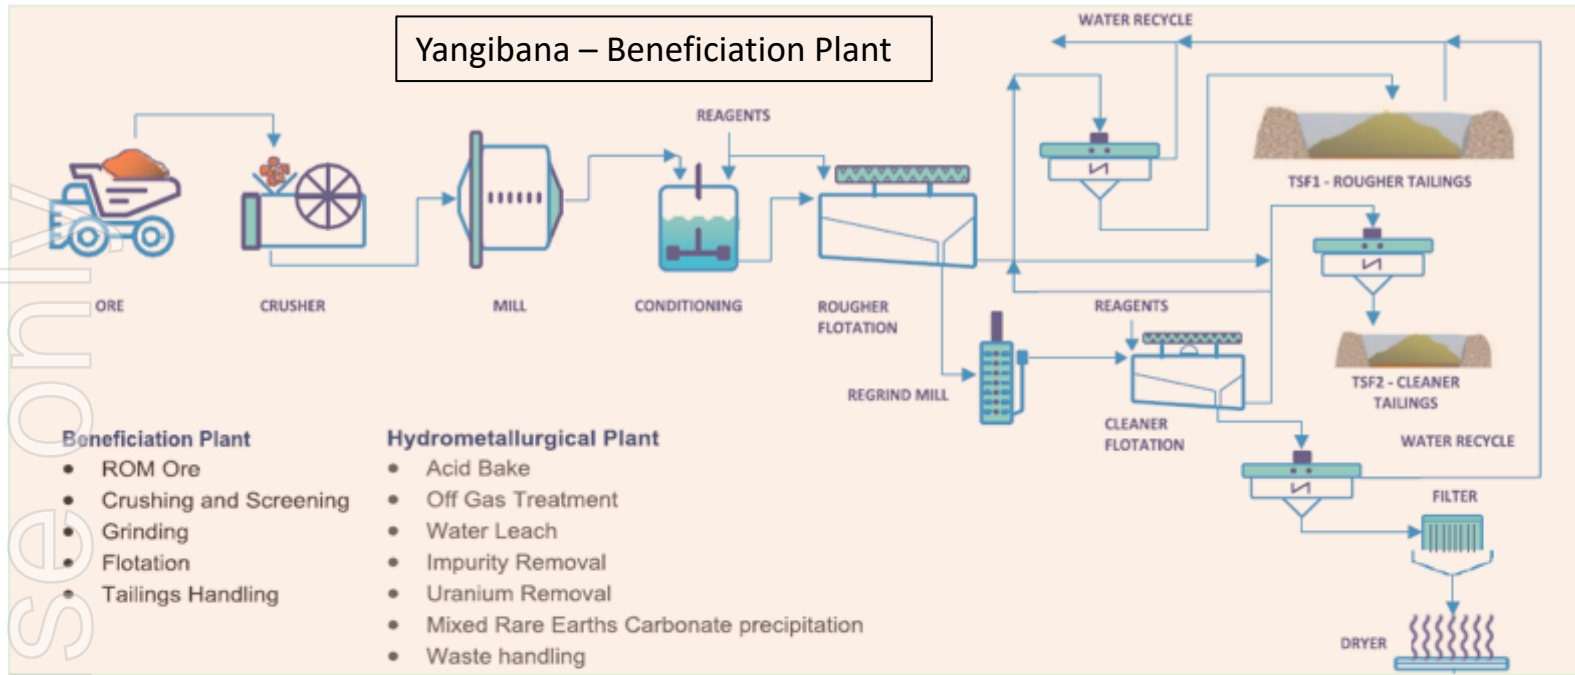 WATER RECYCLE
Yangibana – Beneficiation Plant
REAGENTS
TSF1 - ROUGHER TAILINGS
ORE
CRUSHER
MILL
CONDITIONING
ROUGHER
FLOTATION
REAGENTS
REGRIND MILL
TSF2 - CLEANER
TAILINGS
CLEANER
FLOTATION
WATER RECYCLE
FILTER
DRYER
Beneficiation Plant
• ROM Ore
• Crushing and Screening
• Grinding
• Flotation
• Tailings Handling
Hydrometallurgical Plant
• Acid Bake
• Off Gas Treatment
• Water Leach
• Impurity Removal
• Uranium Removal
• Mixed Rare Earths Carbonate precipitation
• Waste handling
se only